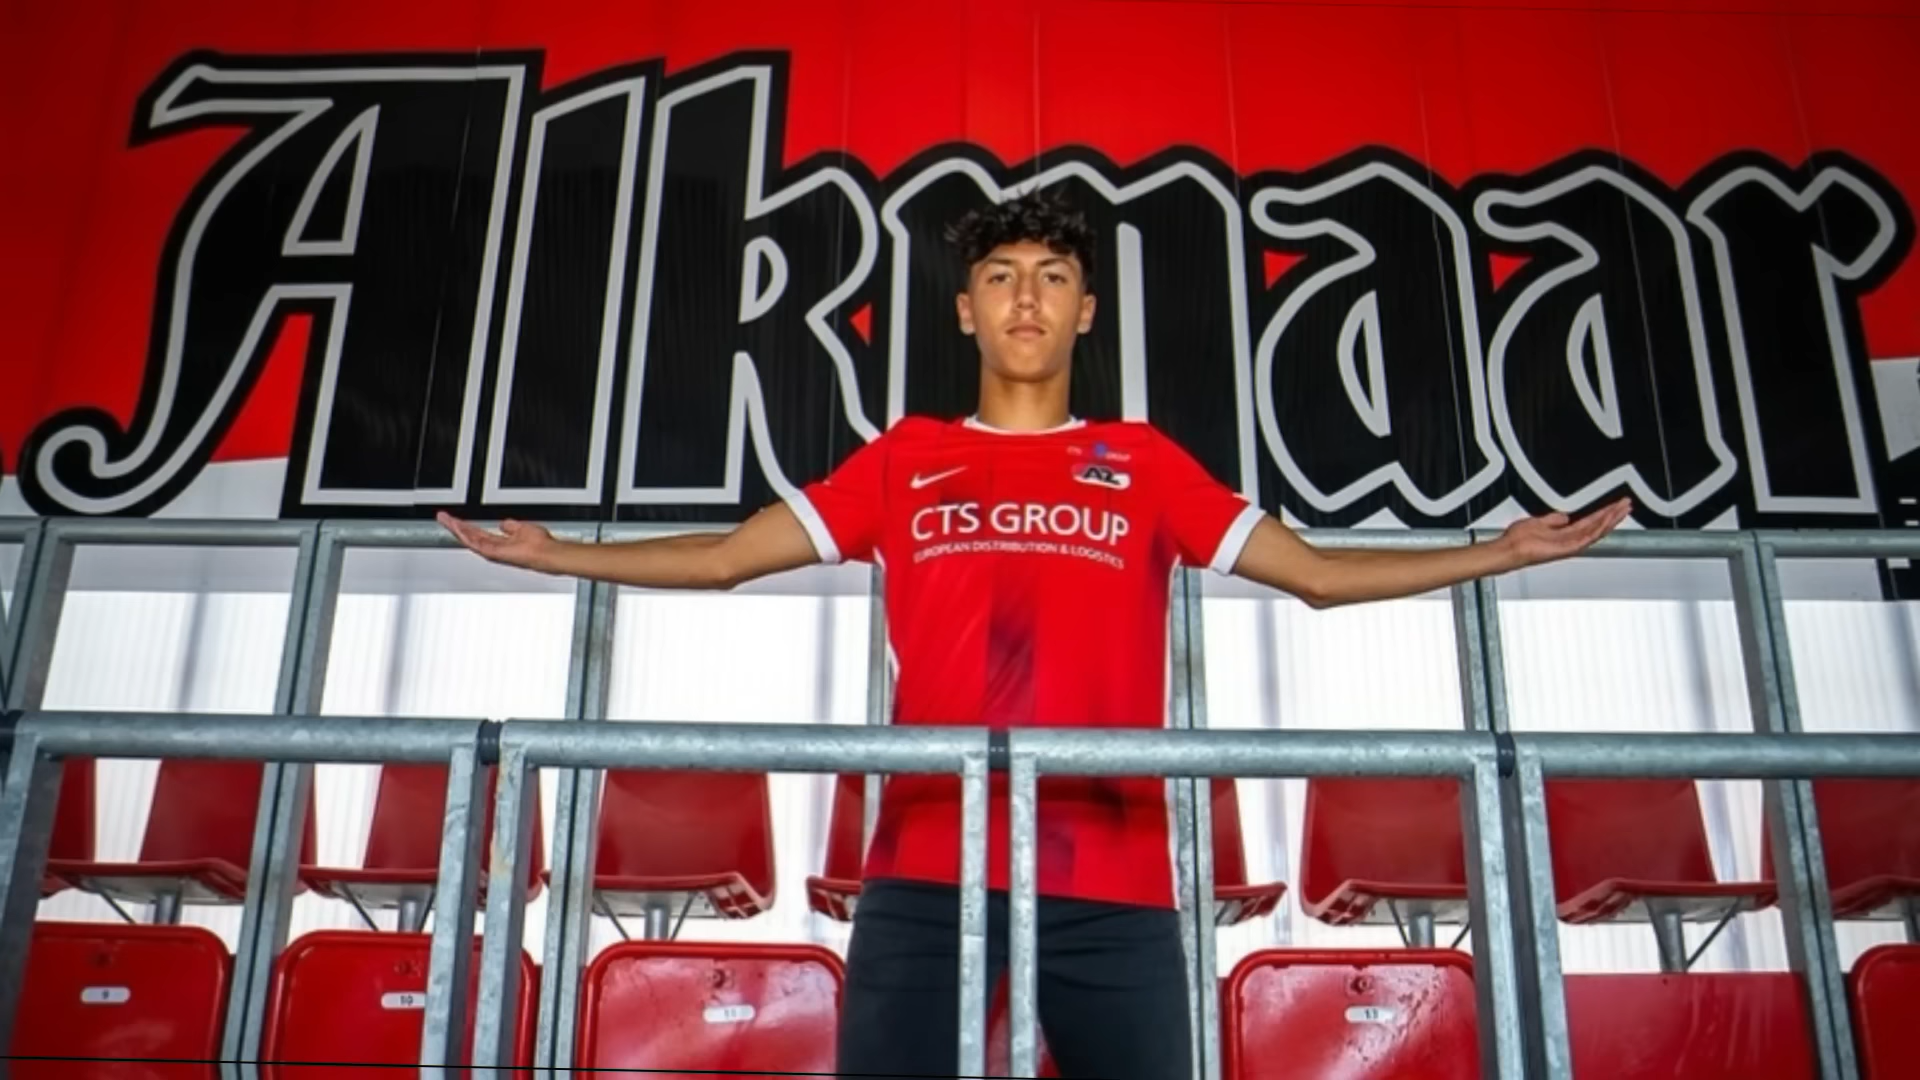 Alkmaar
AZ
CTS GROUP
EUROPEAN DISTRIBUTION & LOGISTICS
9
10
11
13